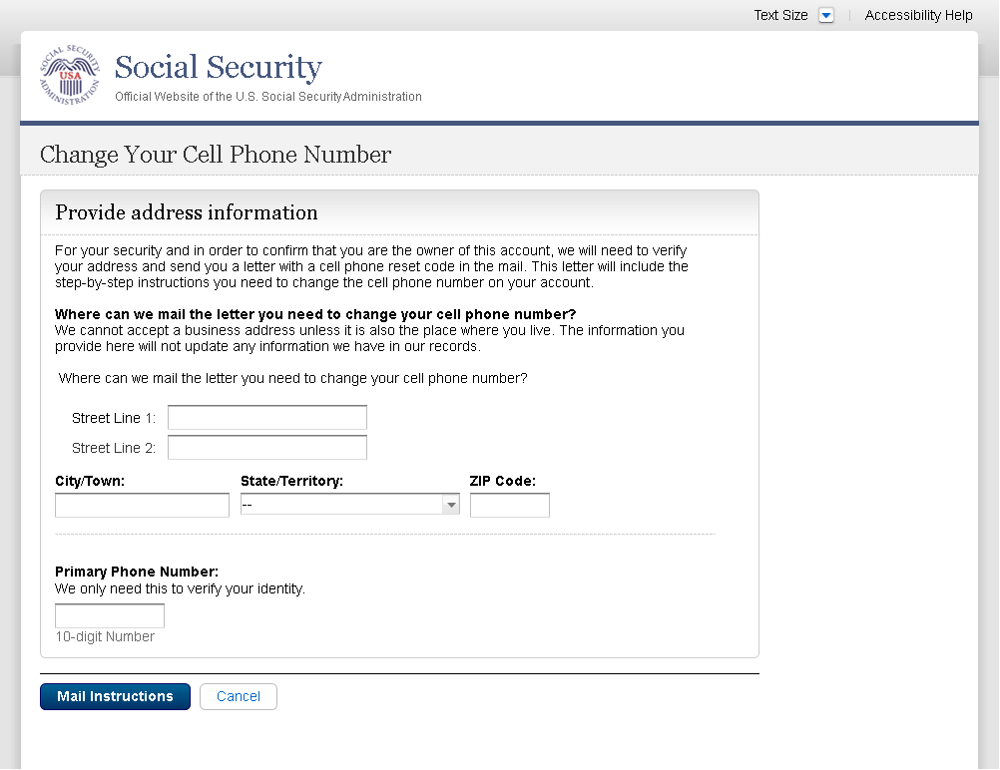 Text Size
Accessibility Help
SOCIAL SECURITY ADMINISTRATION
USA
Social Security
Official Website of the U.S. Social Security Administration
Change Your Cell Phone Number
Provide address information
For your security and in order to confirm that you are the owner of this account, we will need to verify
your address and send you a letter with a cell phone reset code in the mail. This letter will include the
step-by-step instructions you need to change the cell phone number on your account.
Where can we mail the letter you need to change your cell phone number?
We cannot accept a business address unless it is also the place where you live. The information you
provide here will not update any information we have in our records.
Where can we mail the letter you need to change your cell phone number?
Street Line 1:
Street Line 2:
City/Town: State/Territory: ZIP Code:
--
Primary Phone Number:
We only need this to verify your identity.
10-digit Number
Mail Instructions Cancel